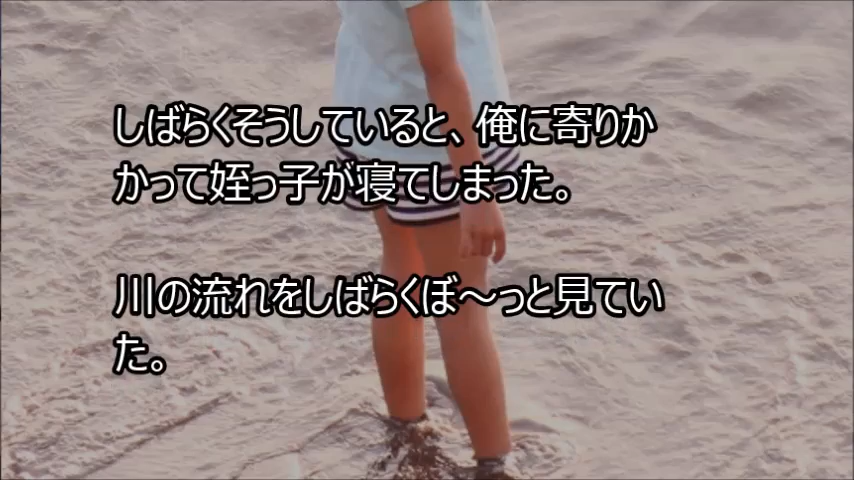 しばらくそうしていると、俺に寄りか
かって姪っ子が寝てしまった。
川の流れをしばらくぼ～っと見てい
た。